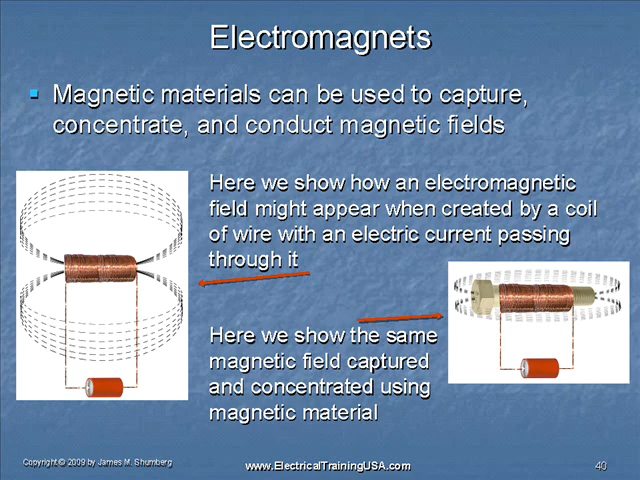 Electromagnets
Magnetic materials can be used to capture,
concentrate, and conduct magnetic fields
Here we show how an electromagnetic
field might appear when created by a coil
of wire with an electric current passing
through it
Here we show the same
magnetic field captured
and concentrated using
magnetic material
Copyright © 2009 by James M. Shumberg
www.ElectricalTrainingUSA.com
40